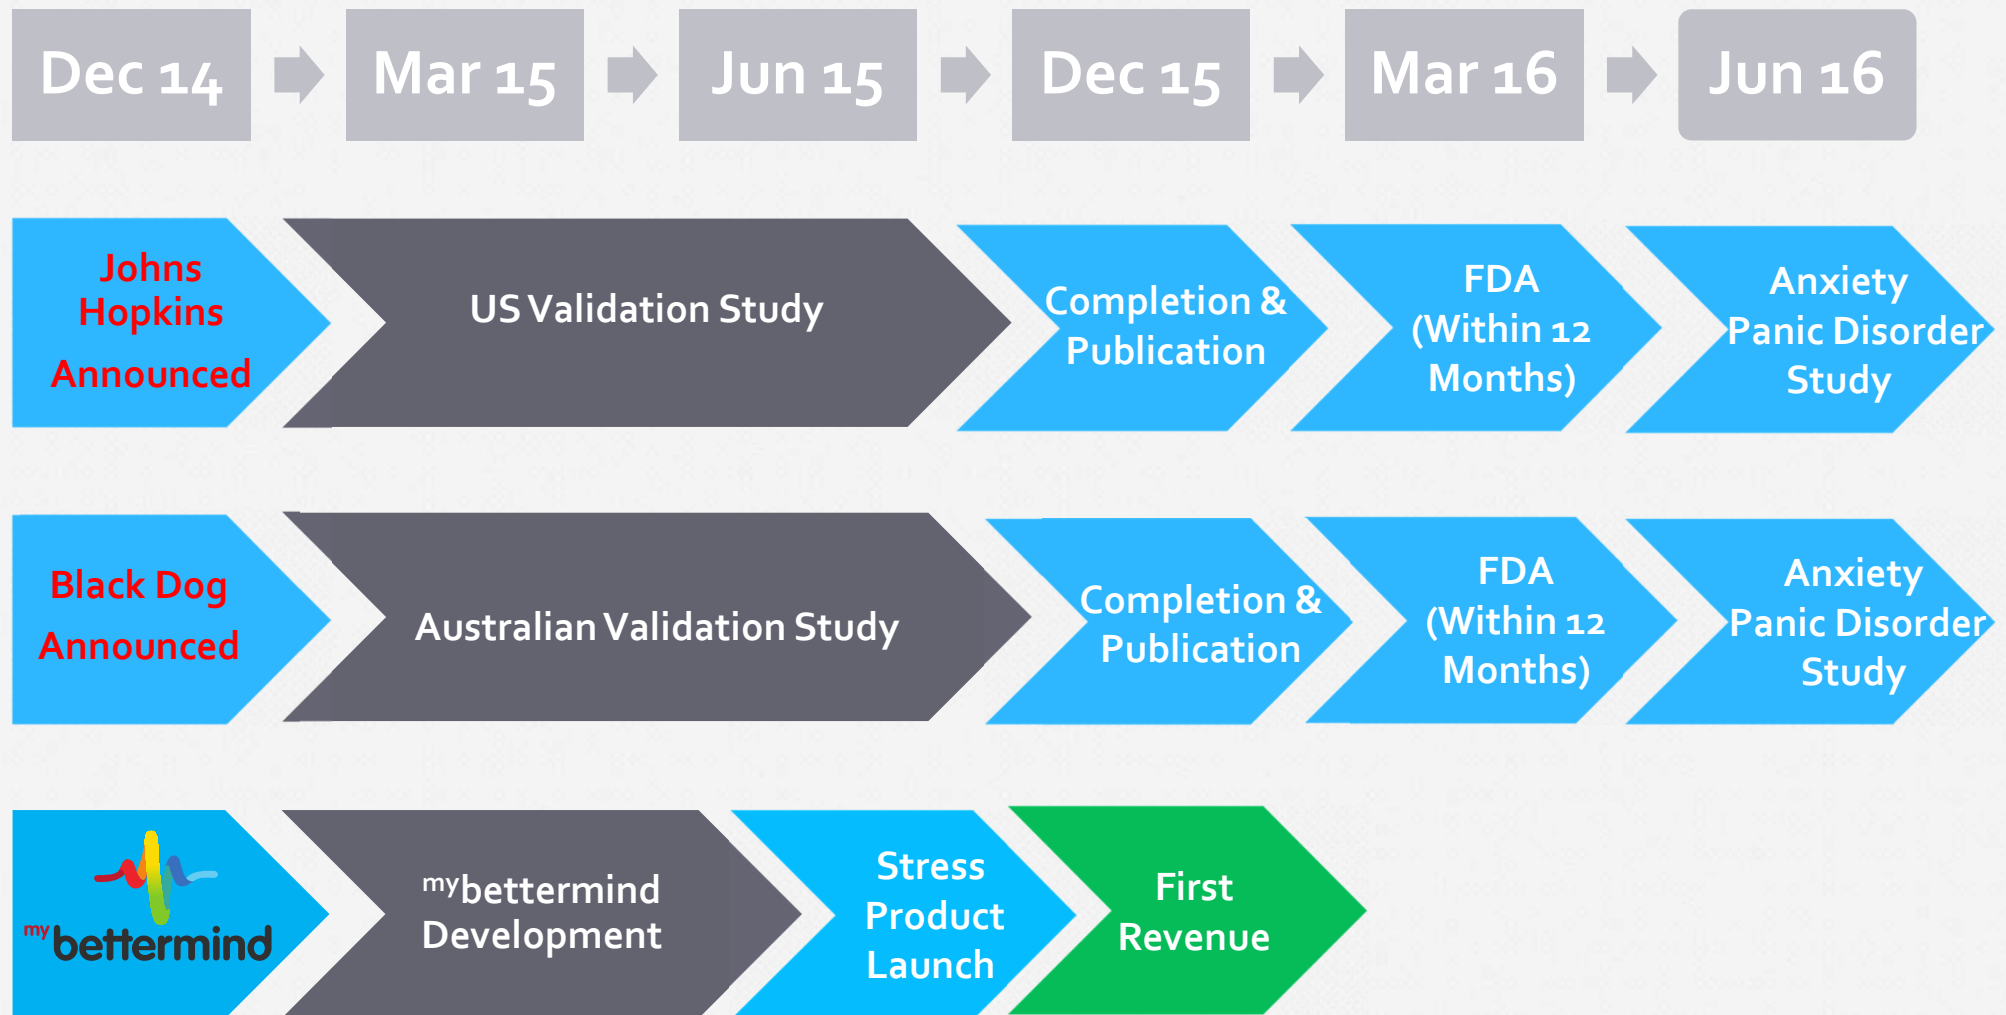 Dec 14
Mar 15
Jun 15
Dec 15
Mar 16
Jun 16
Johns
Hopkins
Announced
US Validation Study
Completion &
Publication
FDA
(Within 12
Months)
Anxiety
Panic Disorder
Study
Black Dog
Announced
Australian Validation Study
Completion &
Publication
FDA
(Within 12
Months)
Anxiety
Panic Disorder
Study
my bettermind
mybettermind
Development
Stress
Product
Launch
First
Revenue